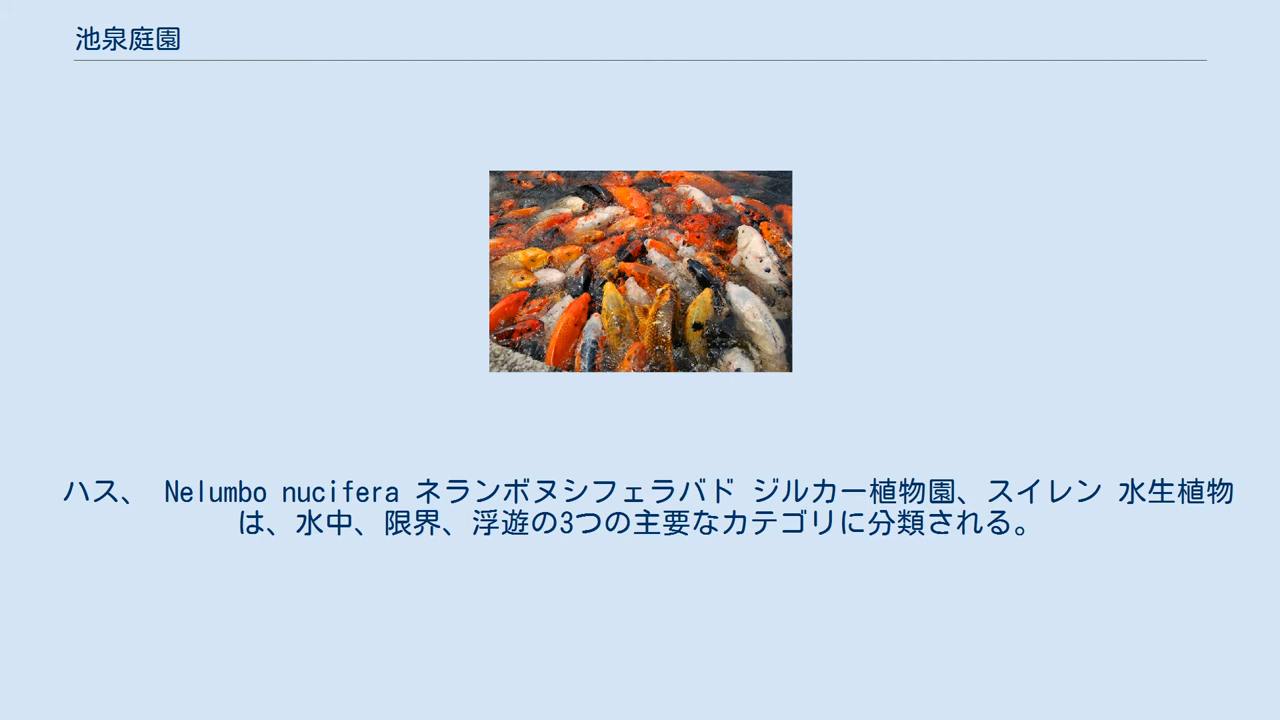 池泉庭園
ハス、 Nelumbo nucifera ネランボヌシフェラバド ジルカー植物園、スイレン 水生植物
は、水中、限界、浮遊の3つの主要なカテゴリに分類される。